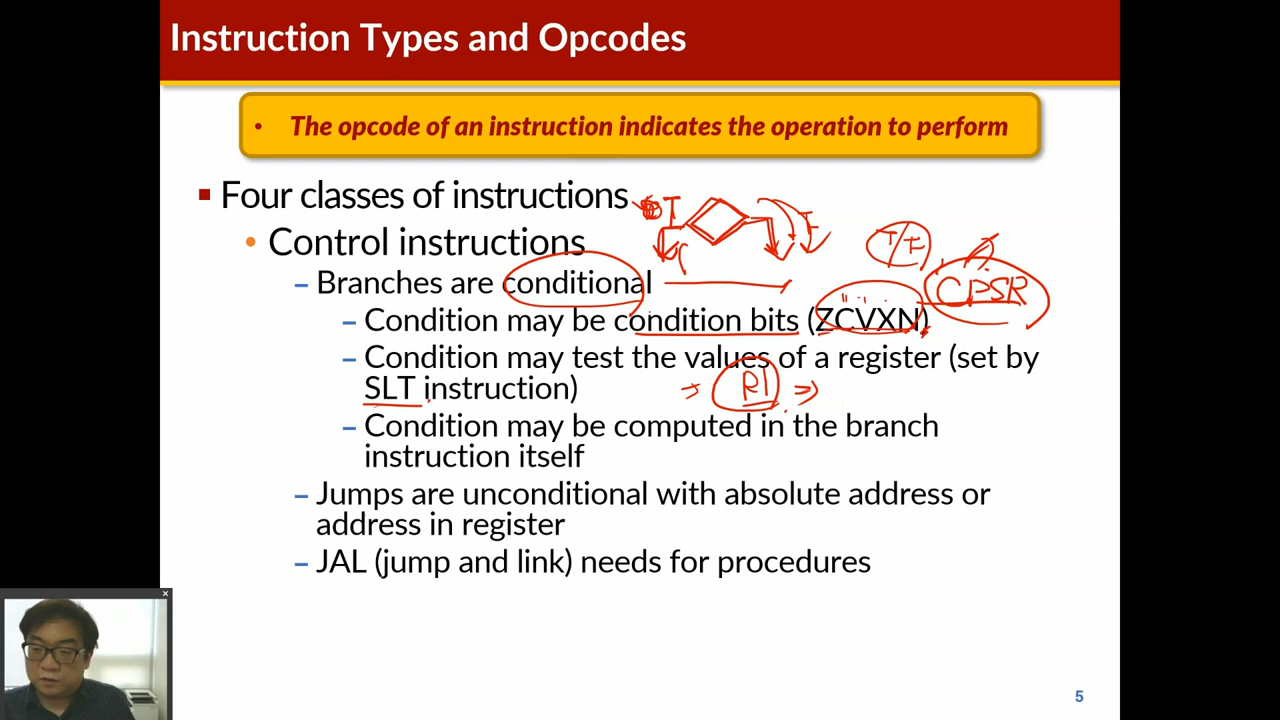 Instruction Types and Opcodes
• The opcode of an instruction indicates the operation to perform
Four classes of instructions
• Control instructions
– Branches are conditional
– Condition may be condition bits (ZCVXN)
– Condition may test the values of a register (set by
SLT instruction)
– Condition may be computed in the branch
instruction itself
– Jumps are unconditional with absolute address or
address in register
– JAL (jump and link) needs for procedures
T
T/F
CPSR
R1
5